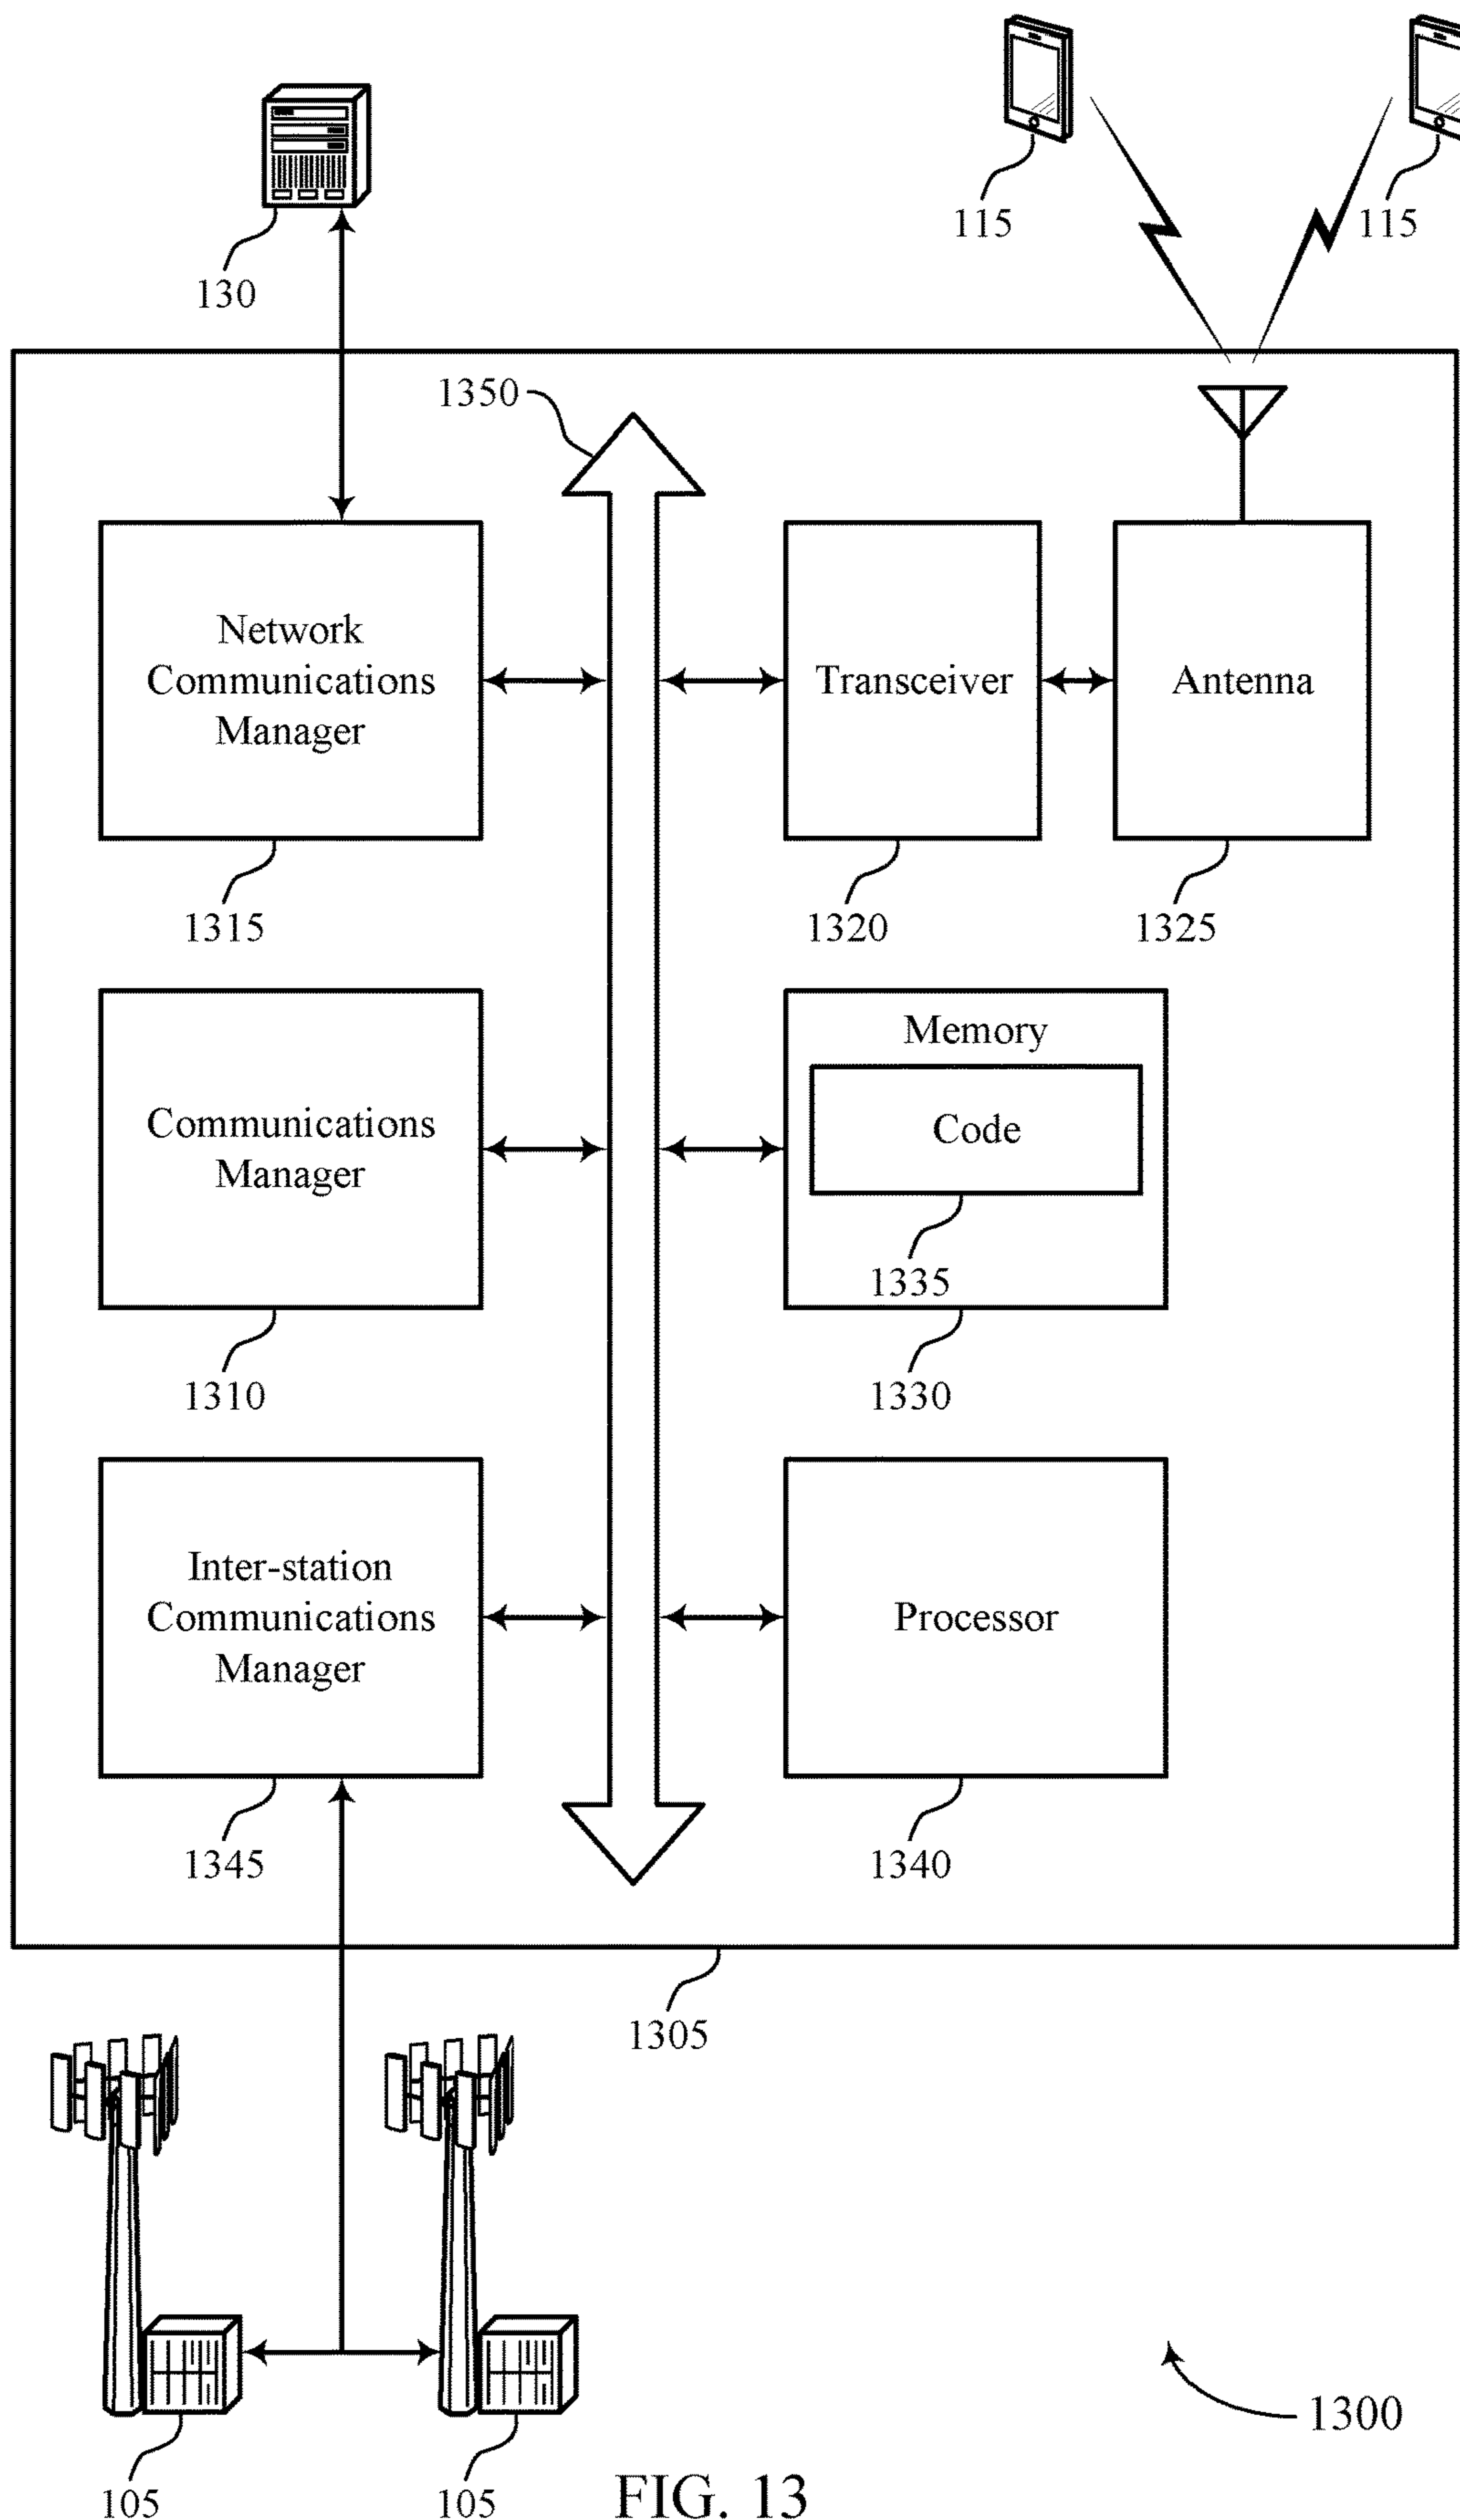 115
115
130
1350
Network
Communications
Manager
Transceiver
Antenna
1315
1320
1325
Communications
Manager
Memory
Code
1335
1310
1330
Inter-station
Communications
Manager
Processor
1345
1340
1305
1300
105
105
FIG. 13